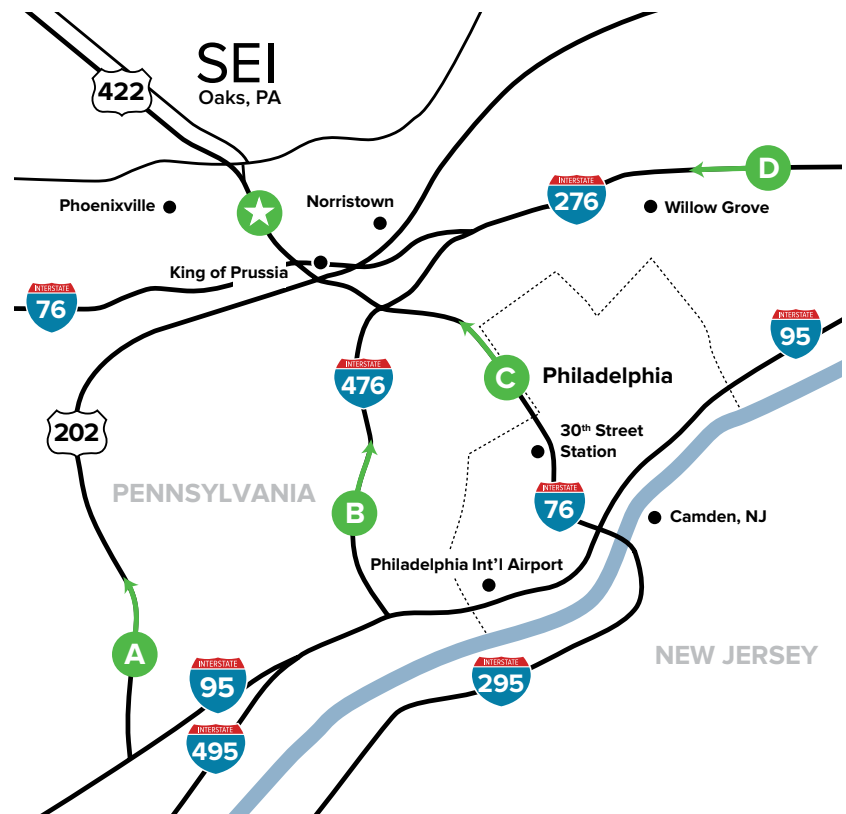 SEI
Oaks, PA
422
D
INTERSTATE
276
Phoenixville
Norristown
Willow Grove
King of Prussia
INTERSTATE
76
INTERSTATE
95
INTERSTATE
476
C
Philadelphia
202
30th Street
Station
PENNSYLVANIA
B
INTERSTATE
76
Camden, NJ
Philadelphia Int'l Airport
A
NEW JERSEY
INTERSTATE
95
INTERSTATE
295
INTERSTATE
495